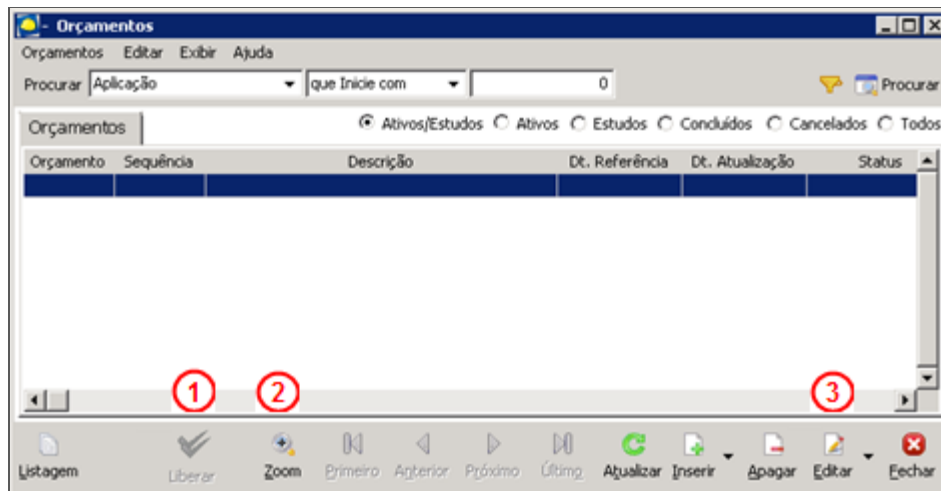 - Orçamentos
Orçamentos Editar Exibir Ajuda
Procurar Aplicação que Inicie com 0 Procurar
Orçamentos Ativos/Estudos Ativos Estudos Concluídos Cancelados Todos
Orçamento Sequência Descrição Dt. Referência Dt. Atualização Status
1 2 3
Listagem Liberar Zoom Primeiro Anterior Próximo Último Atualizar Inserir Apagar Editar Fechar